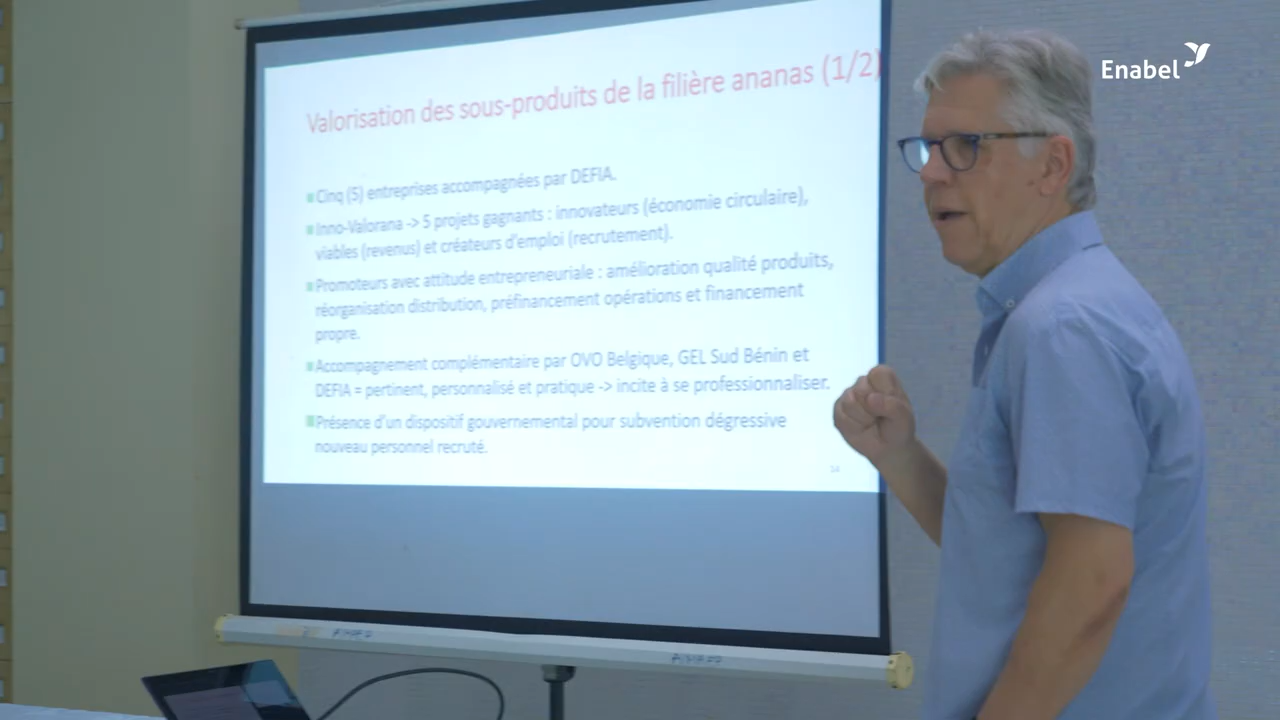 Enabel
Valorisation des sous-produits de la filière ananas (1/2)
Cinq (5) entreprises accompagnées par DEFIA.
Inno-Valorana -> 5 projets gagnants : innovateurs (économie circulaire),
viables (revenus) et créateurs d'emploi (recrutement).
Promoteurs avec attitude entrepreneuriale : amélioration qualité produits,
réorganisation distribution, préfinancement opérations et financement
propre.
Accompagnement complémentaire par OVO Belgique, GEL Sud Bénin et
DEFIA = pertinent, personnalisé et pratique -> incite à se professionnaliser.
Présence d'un dispositif gouvernemental pour subvention dégressive
nouveau personnel recruté.